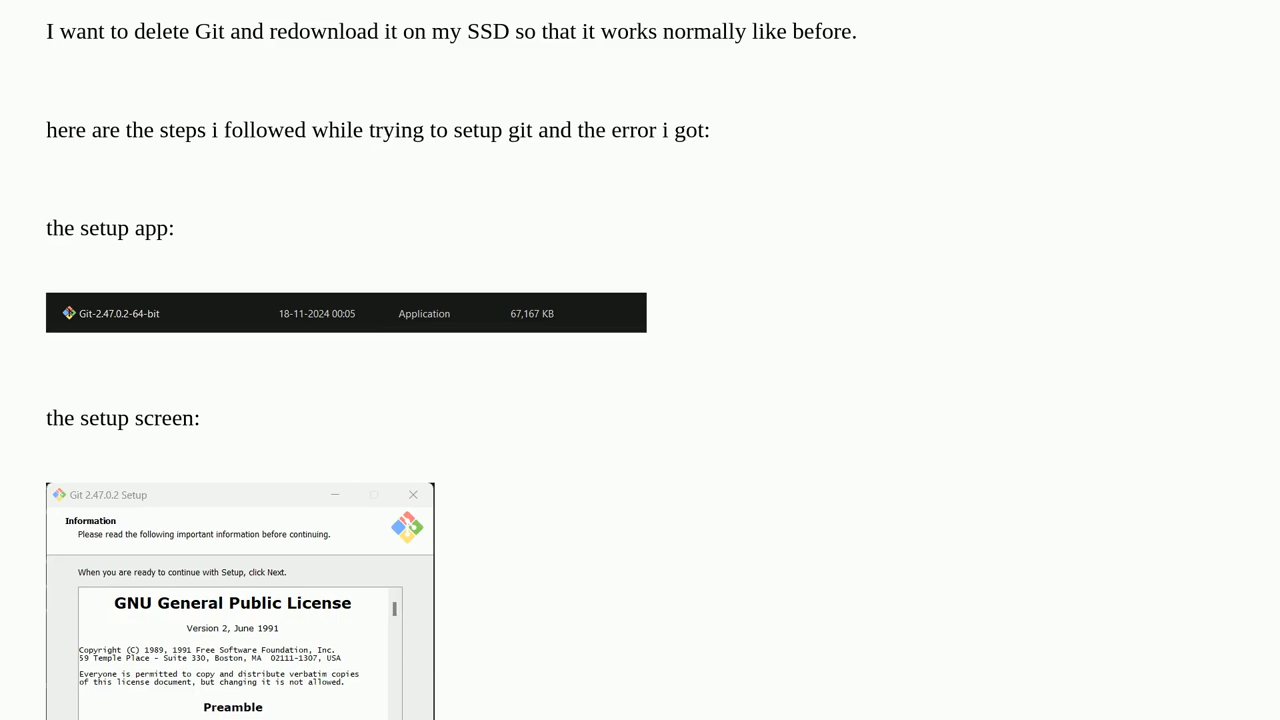 I want to delete Git and redownload it on my SSD so that it works normally like before.
here are the steps i followed while trying to setup git and the error i got:
the setup app:
Git-2.47.0.2-64-bit 18-11-2024 00:05 Application 67,167 KB
the setup screen:
Git 2.47.0.2 Setup
Information
Please read the following important information before continuing.
When you are ready to continue with Setup, click Next.
GNU General Public License
Version 2, June 1991
Copyright (C) 1989, 1991 Free Software Foundation, Inc.
59 Temple Place - Suite 330, Boston, MA 02111-1307, USA
Everyone is permitted to copy and distribute verbatim copies
of this license document, but changing it is not allowed.
Preamble